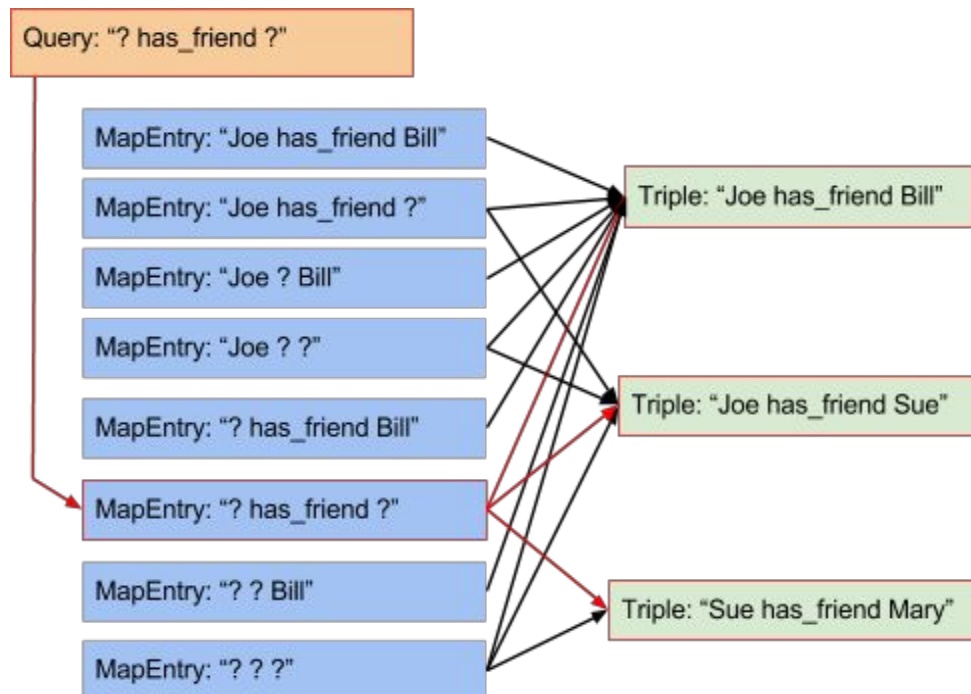 Query: “? has_friend ?”
MapEntry: “Joe has_friend Bill”
MapEntry: “Joe has_friend ?”
MapEntry: “Joe ? Bill”
MapEntry: “Joe ? ?”
MapEntry: “? has_friend Bill”
MapEntry: “? has_friend ?”
MapEntry: “? ? Bill”
MapEntry: “? ? ?”
Triple: “Joe has_friend Bill”
Triple: “Joe has_friend Sue”
Triple: “Sue has_friend Mary”